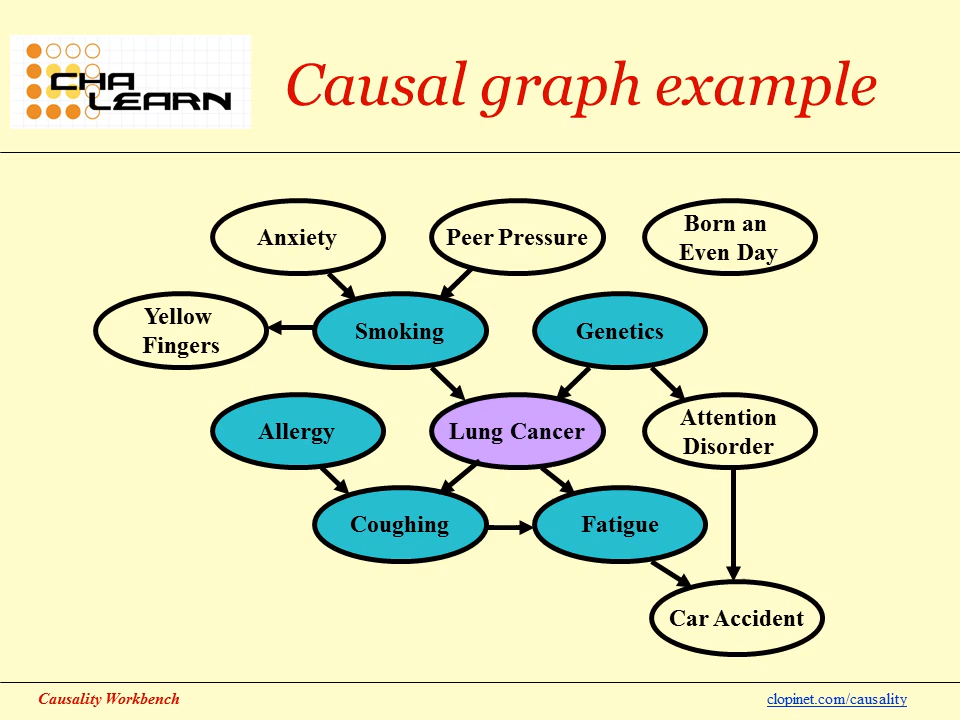 CHA
LEARN
Causal graph example
Anxiety
Peer Pressure
Born an
Even Day
Yellow
Fingers
Smoking
Genetics
Allergy
Lung Cancer
Attention
Disorder
Coughing
Fatigue
Car Accident
Causality Workbench
clopinet.com/causality